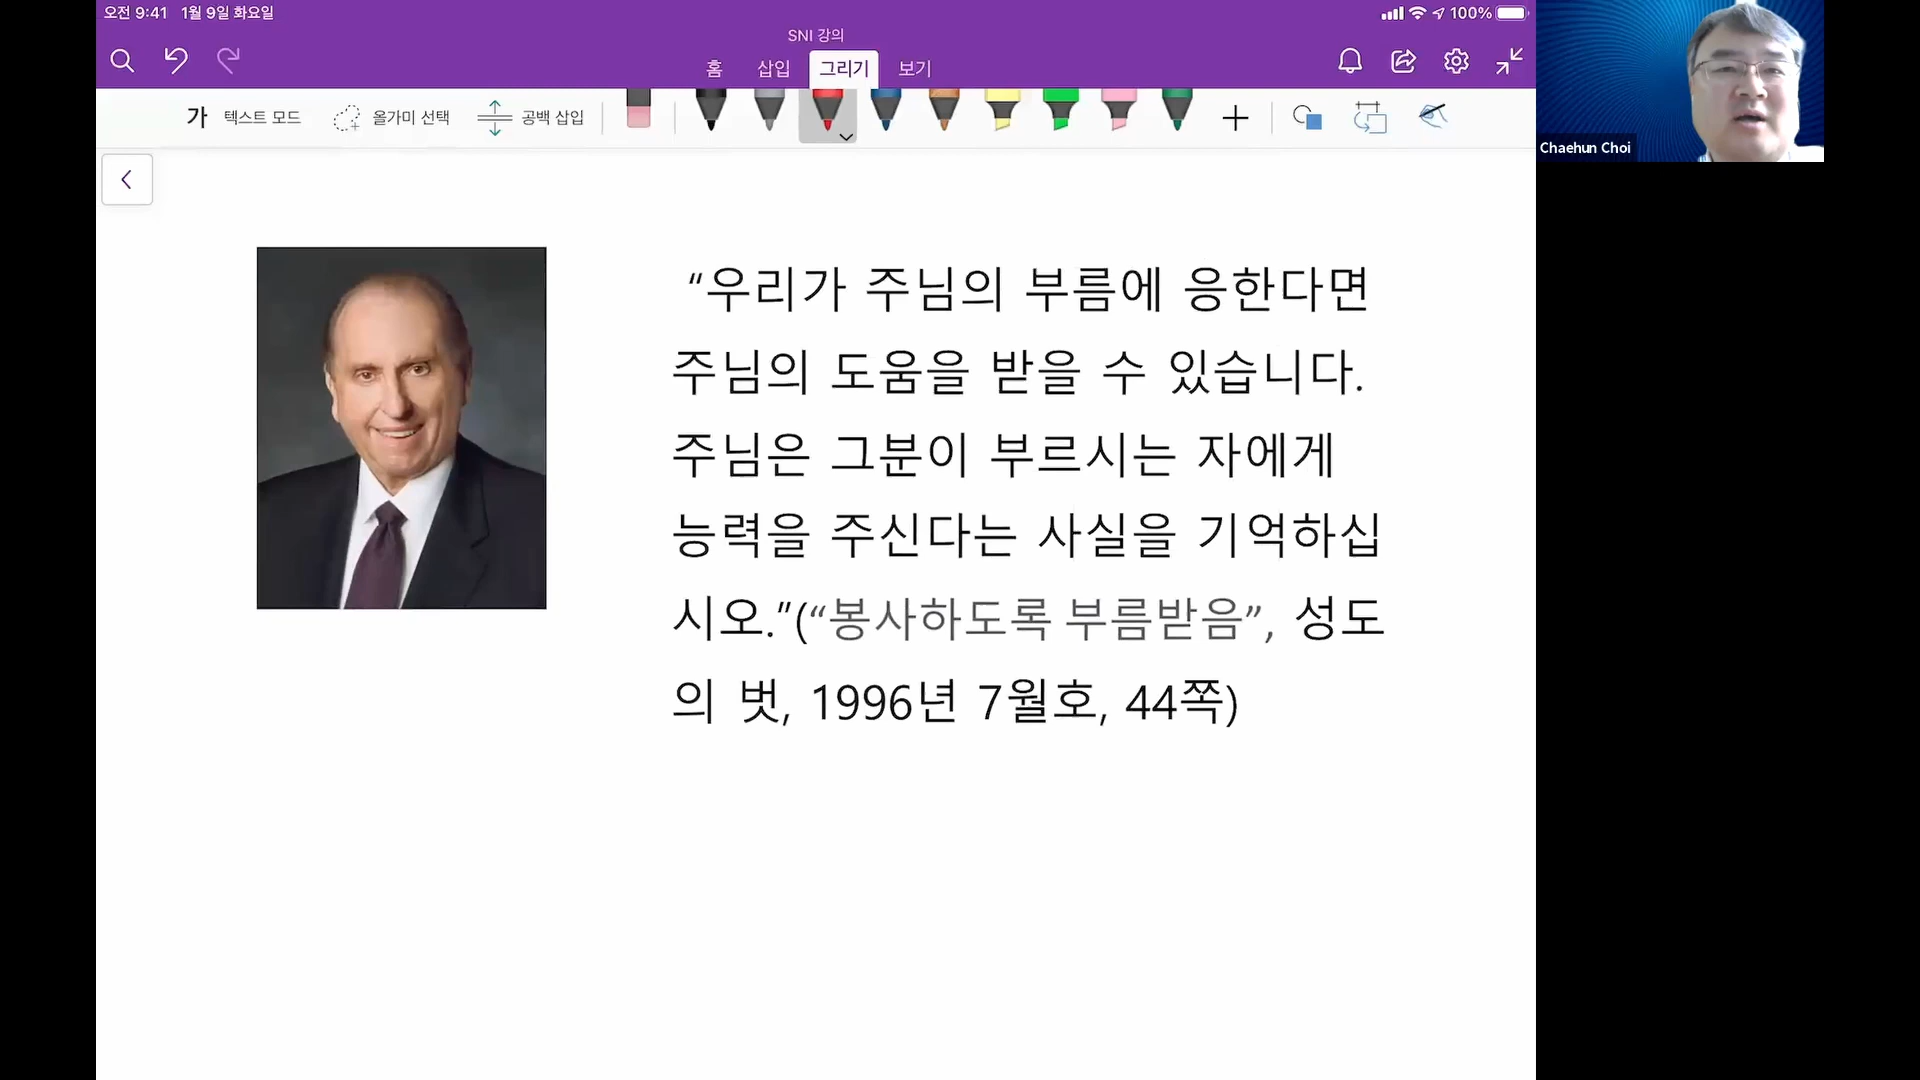 오전 9:41 1월 9일 화요일
100%
SNI 강의
홈 삽입 그리기 보기
가 텍스트 모드 올가미 선택 공백 삽입
Chaehun Choi
“우리가 주님의 부름에 응한다면
주님의 도움을 받을 수 있습니다.
주님은 그분이 부르시는 자에게
능력을 주신다는 사실을 기억하십
시오.”(“봉사하도록 부름받음”, 성도
의 벗, 1996년 7월호, 44쪽)